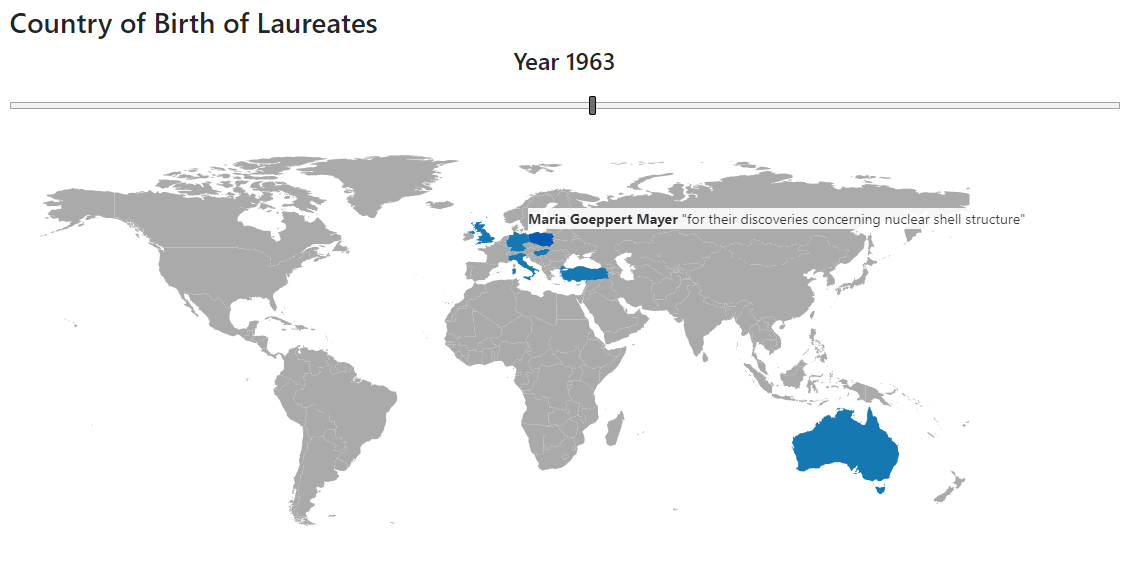 Country of Birth of Laureates
Year 1963
Maria Goeppert Mayer "for their discoveries concerning nuclear shell structure"